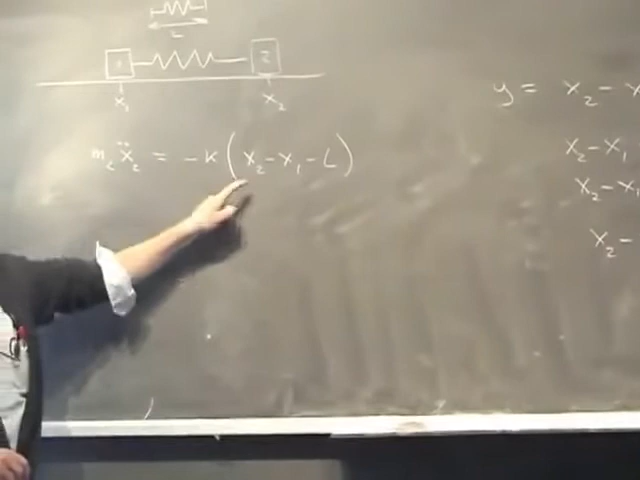 L
1 2
x₁ x₂
m₂ẍ₂ = -K(x₂-x₁-L)
y = x₂-x
x₂-x₁
x₂-x₁
x₂-